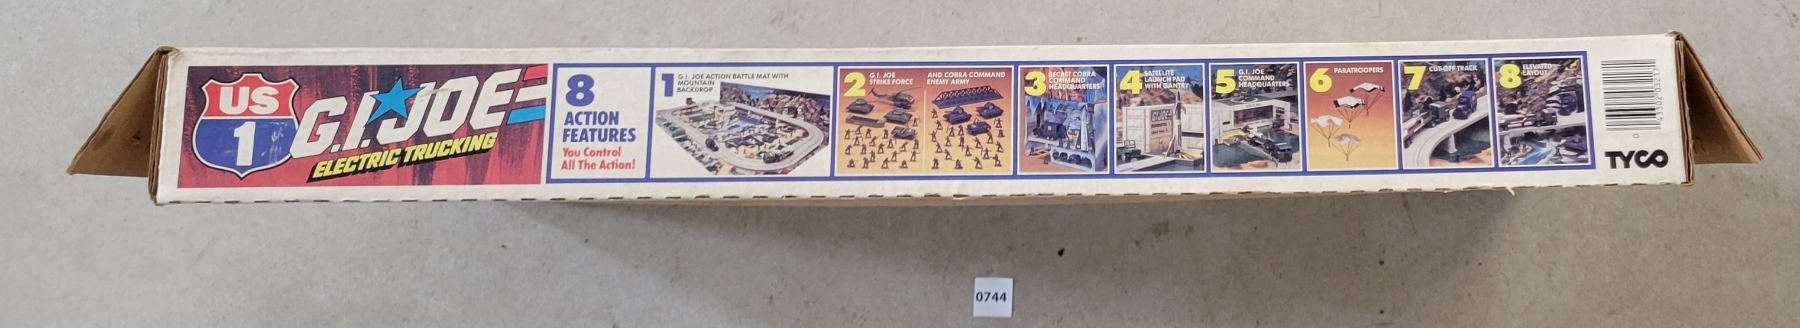 US
1
G.I. JOE
ELECTRIC TRUCKING
8
ACTION
FEATURES
You Control
All The Action!
1
G.I. JOE ACTION BATTLE MAT WITH
MOUNTAIN
BACKDROP
2
G.I. JOE
STRIKE FORCE
AND COBRA COMMAND
ENEMY ARMY
3
SECRET COBRA
COMMAND
HEADQUARTERS
4
SATELLITE
LAUNCH PAD
WITH GANTRY
5
G.I. JOE
COMMAND
HEADQUARTERS
6
PARATROOPERS
7
CUT-OFF TRACK
8
ELEVATED
LAYOUT
TYCO
0744